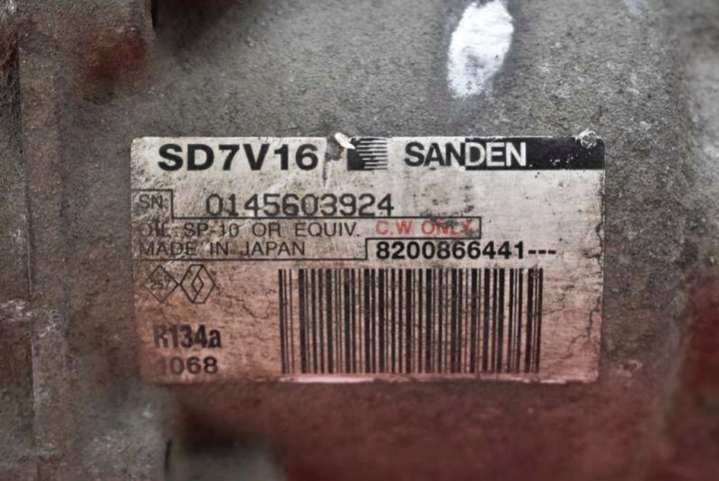 SD7V16 SANDEN
SN. 0145603924
OIL SP-10 OR EQUIV. C.W ONLY
MADE IN JAPAN 8200866441---
R134a
1068